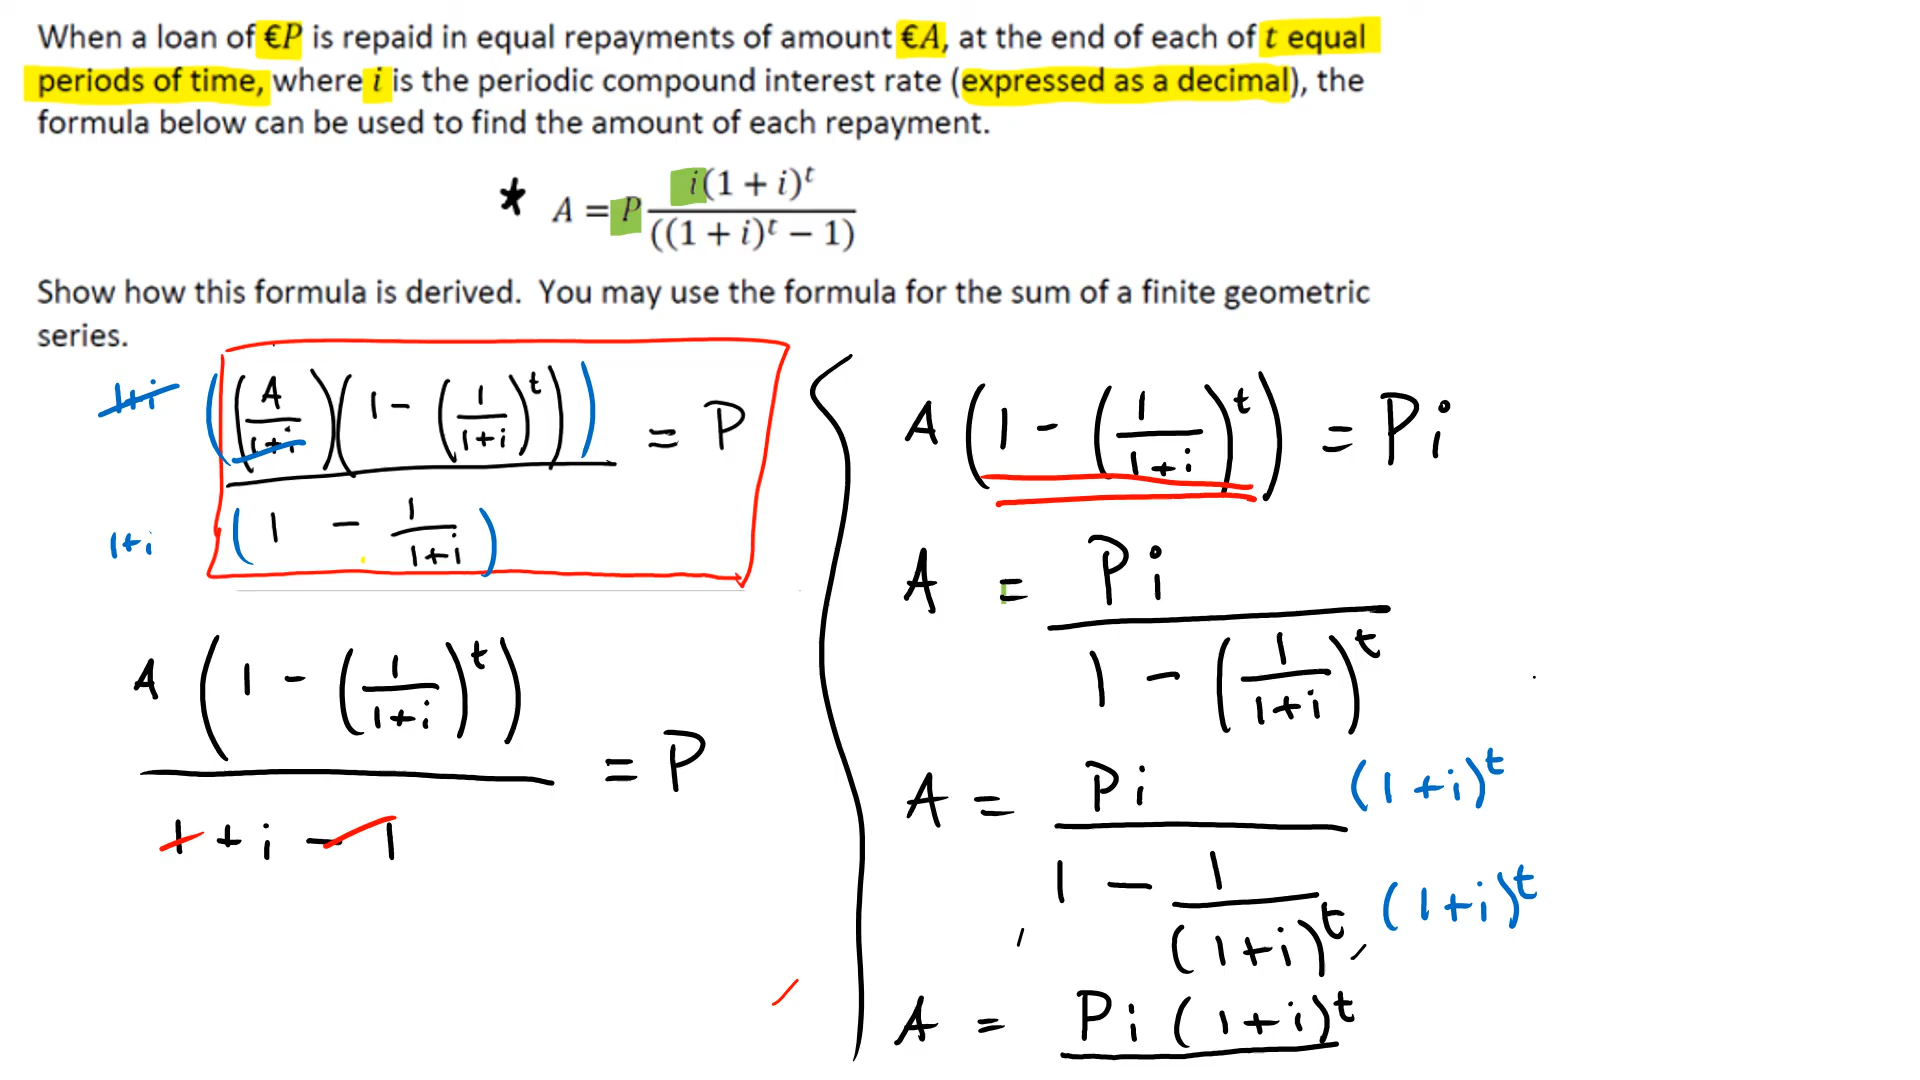 When a loan of €P is repaid in equal repayments of amount €A, at the end of each of t equal
periods of time, where i is the periodic compound interest rate (expressed as a decimal), the
formula below can be used to find the amount of each repayment.
* A = P i(1 + i)^t / ((1 + i)^t − 1)
Show how this formula is derived. You may use the formula for the sum of a finite geometric
series.
1+i ((A/(1+i))(1 - (1/(1+i))^t)) = P
1+i (1 - 1/(1+i))
A (1 - (1/(1+i))^t) = P
1 + i - 1
A (1 - (1/(1+i))^t) = Pi
A = Pi
1 - (1/(1+i))^t
A = Pi (1+i)^t
1 - 1/(1+i)^t (1+i)^t
A = Pi (1+i)^t